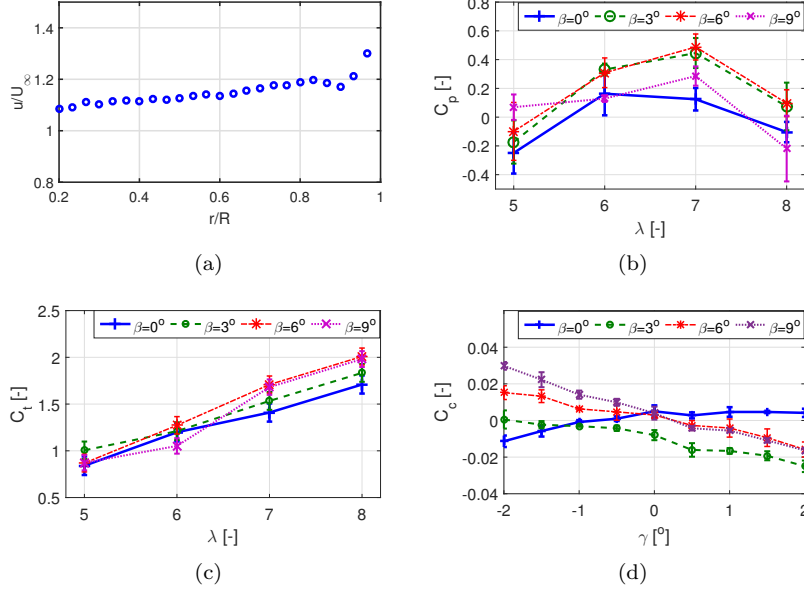 1.6
1.4
1.2
1
0.8
u/U∞
0.2 0.4 0.6 0.8 1
r/R
(a)
β=0° β=3° β=6° β=9°
0.8
0.6
0.4
0.2
0
-0.2
-0.4
Cp [-]
5 6 7 8
λ [-]
(b)
β=0° β=3° β=6° β=9°
2.5
2
1.5
1
0.5
Ct [-]
5 6 7 8
λ [-]
(c)
β=0° β=3° β=6° β=9°
0.04
0.02
0
-0.02
-0.04
Cc [-]
-2 -1 0 1 2
γ [°]
(d)